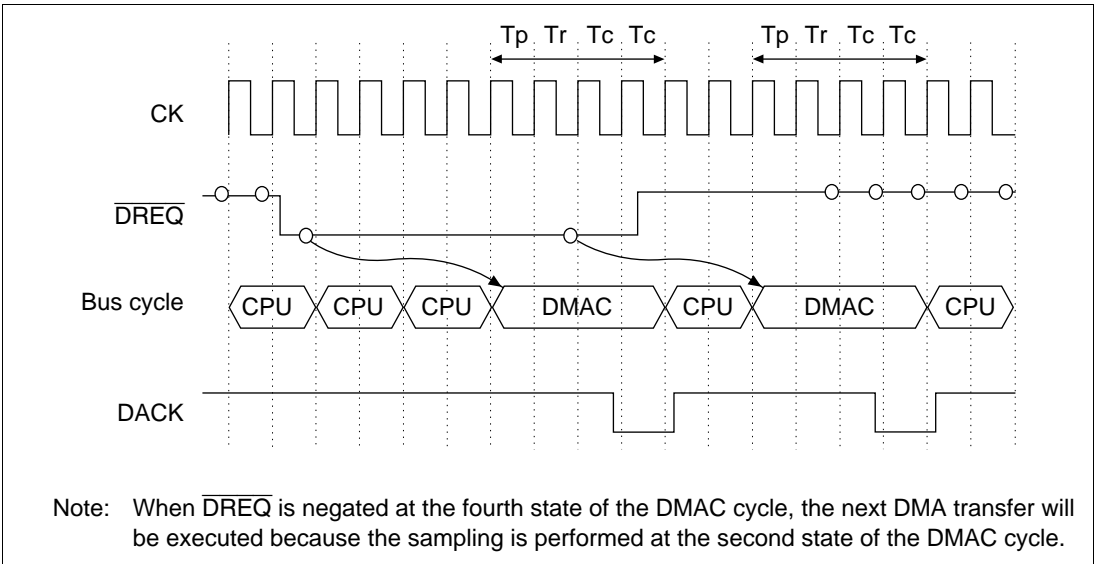 Tp Tr Tc Tc Tp Tr Tc Tc
CK
DREQ
Bus cycle CPU CPU CPU DMAC CPU DMAC CPU
DACK
Note: When DREQ is negated at the fourth state of the DMAC cycle, the next DMA transfer will
be executed because the sampling is performed at the second state of the DMAC cycle.